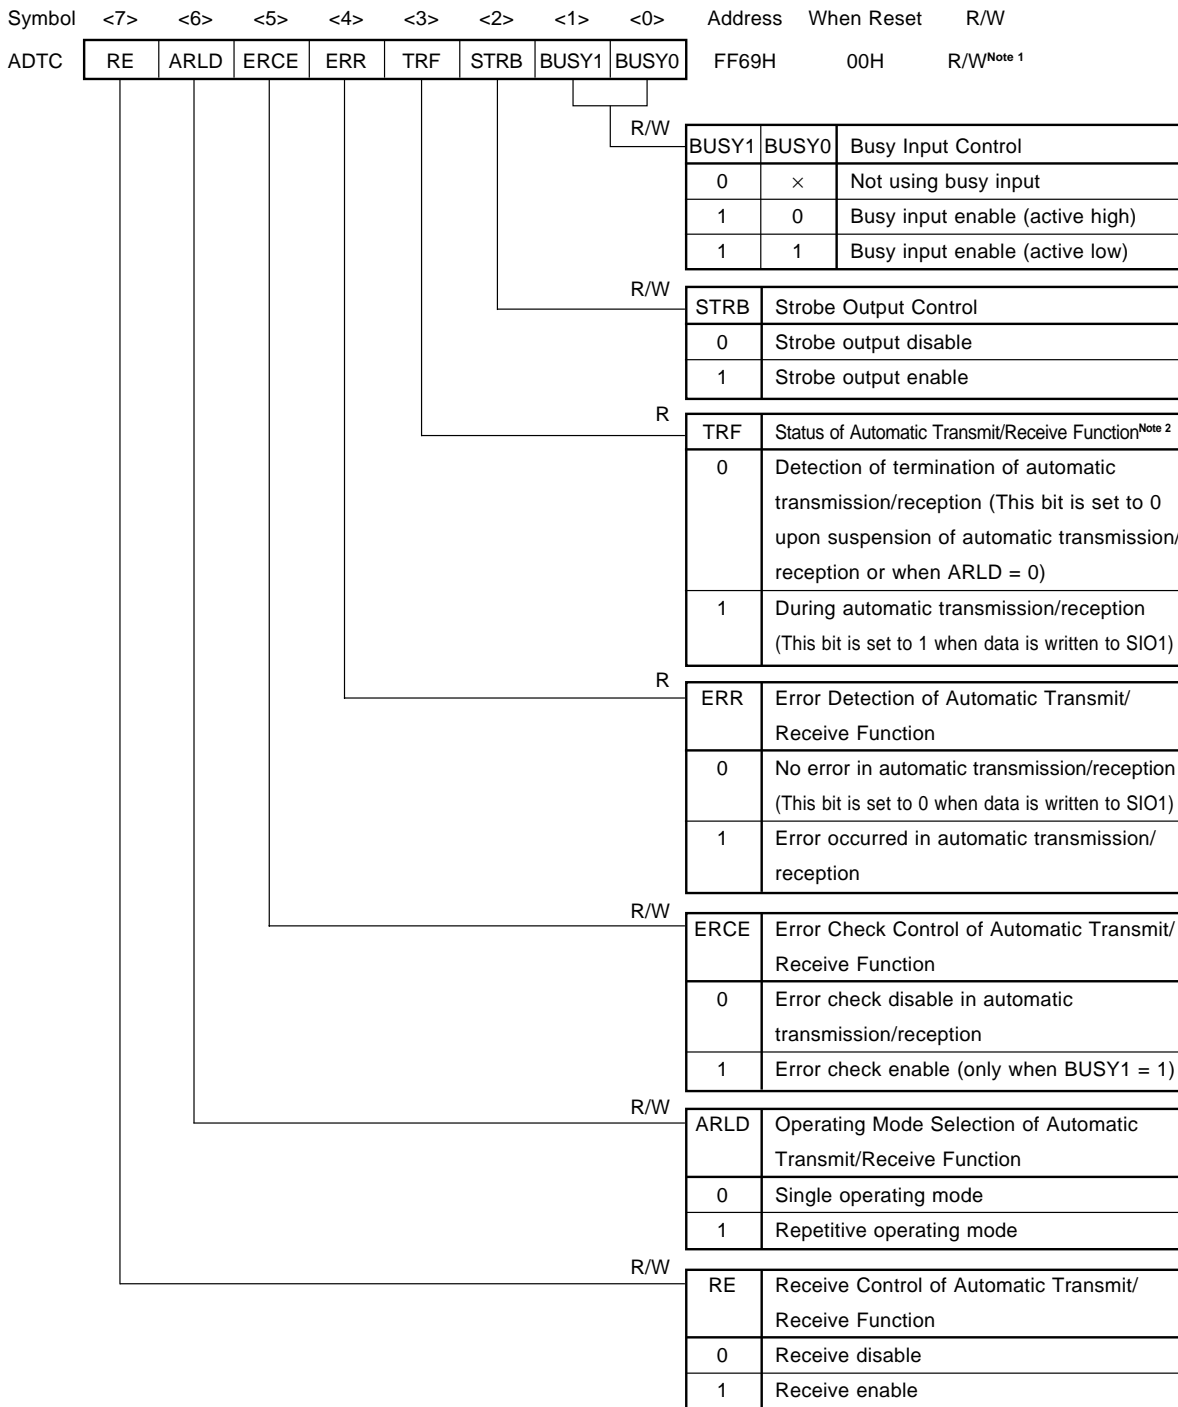 Symbol <7> <6> <5> <4> <3> <2> <1> <0> Address When Reset R/W
ADTC RE ARLD ERCE ERR TRF STRB BUSY1 BUSY0 FF69H 00H R/W Note 1
R/W
BUSY1 BUSY0 Busy Input Control
0 × Not using busy input
1 0 Busy input enable (active high)
1 1 Busy input enable (active low)
R/W
STRB Strobe Output Control
0 Strobe output disable
1 Strobe output enable
R
TRF Status of Automatic Transmit/Receive Function Note 2
0 Detection of termination of automatic
transmission/reception (This bit is set to 0
upon suspension of automatic transmission/
reception or when ARLD = 0)
1 During automatic transmission/reception
(This bit is set to 1 when data is written to SIO1)
R
ERR Error Detection of Automatic Transmit/
Receive Function
0 No error in automatic transmission/reception
(This bit is set to 0 when data is written to SIO1)
1 Error occurred in automatic transmission/
reception
R/W
ERCE Error Check Control of Automatic Transmit/
Receive Function
0 Error check disable in automatic
transmission/reception
1 Error check enable (only when BUSY1 = 1)
R/W
ARLD Operating Mode Selection of Automatic
Transmit/Receive Function
0 Single operating mode
1 Repetitive operating mode
R/W
RE Receive Control of Automatic Transmit/
Receive Function
0 Receive disable
1 Receive enable